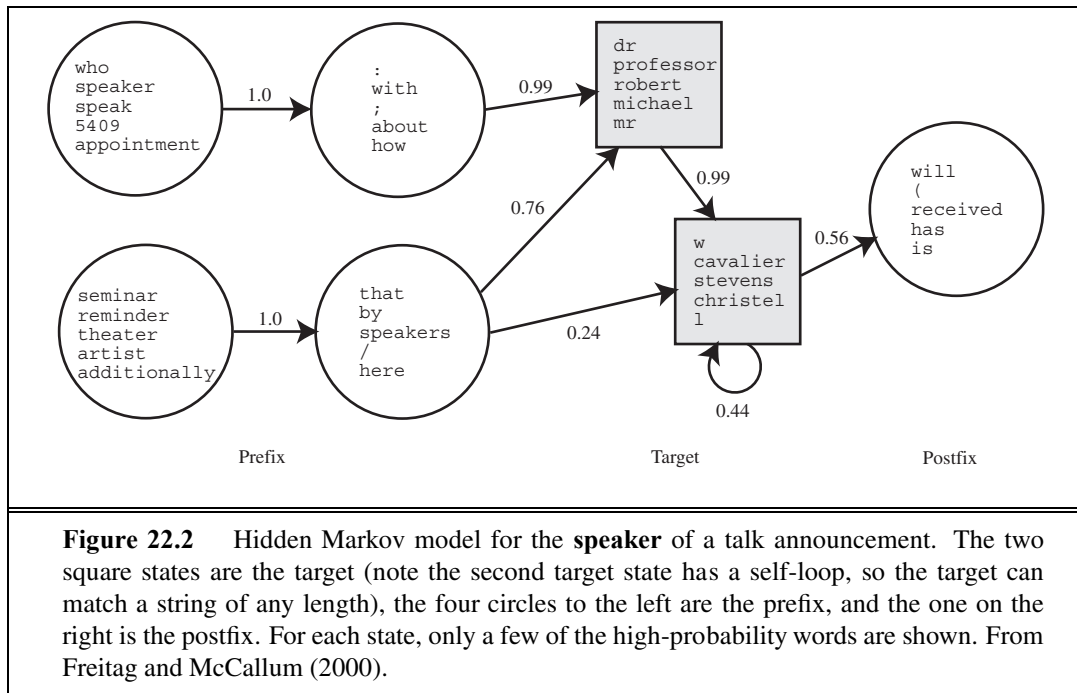 who
speaker
speak
5409
appointment
1.0
:
with
;
about
how
0.99
dr
professor
robert
michael
mr
0.76
0.99
will
(
received
has
is
seminar
reminder
theater
artist
additionally
1.0
that
by
speakers
/
here
0.24
w
cavalier
stevens
christel
l
0.56
0.44
Prefix
Target
Postfix
Figure 22.2 Hidden Markov model for the speaker of a talk announcement. The two
square states are the target (note the second target state has a self-loop, so the target can
match a string of any length), the four circles to the left are the prefix, and the one on the
right is the postfix. For each state, only a few of the high-probability words are shown. From
Freitag and McCallum (2000).